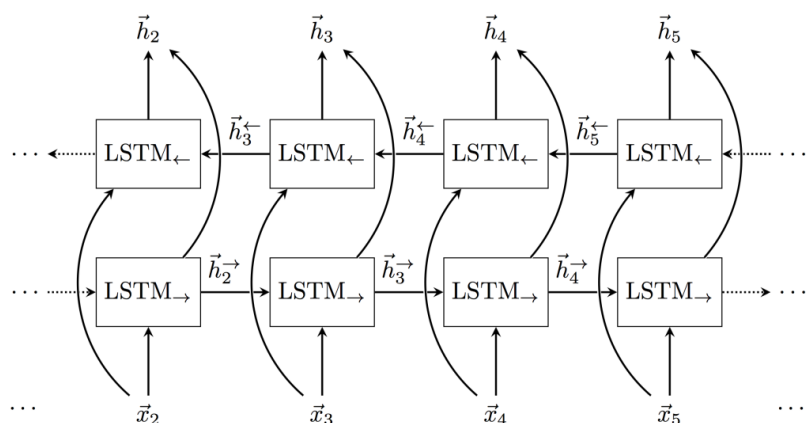 h⃗₂ h⃗₃ h⃗₄ h⃗₅
... LSTM← h⃗₃← LSTM← h⃗₄← LSTM← h⃗₅← LSTM← ...
... LSTM→ h⃗₂→ LSTM→ h⃗₃→ LSTM→ h⃗₄→ LSTM→ ...
... x⃗₂ x⃗₃ x⃗₄ x⃗₅ ...